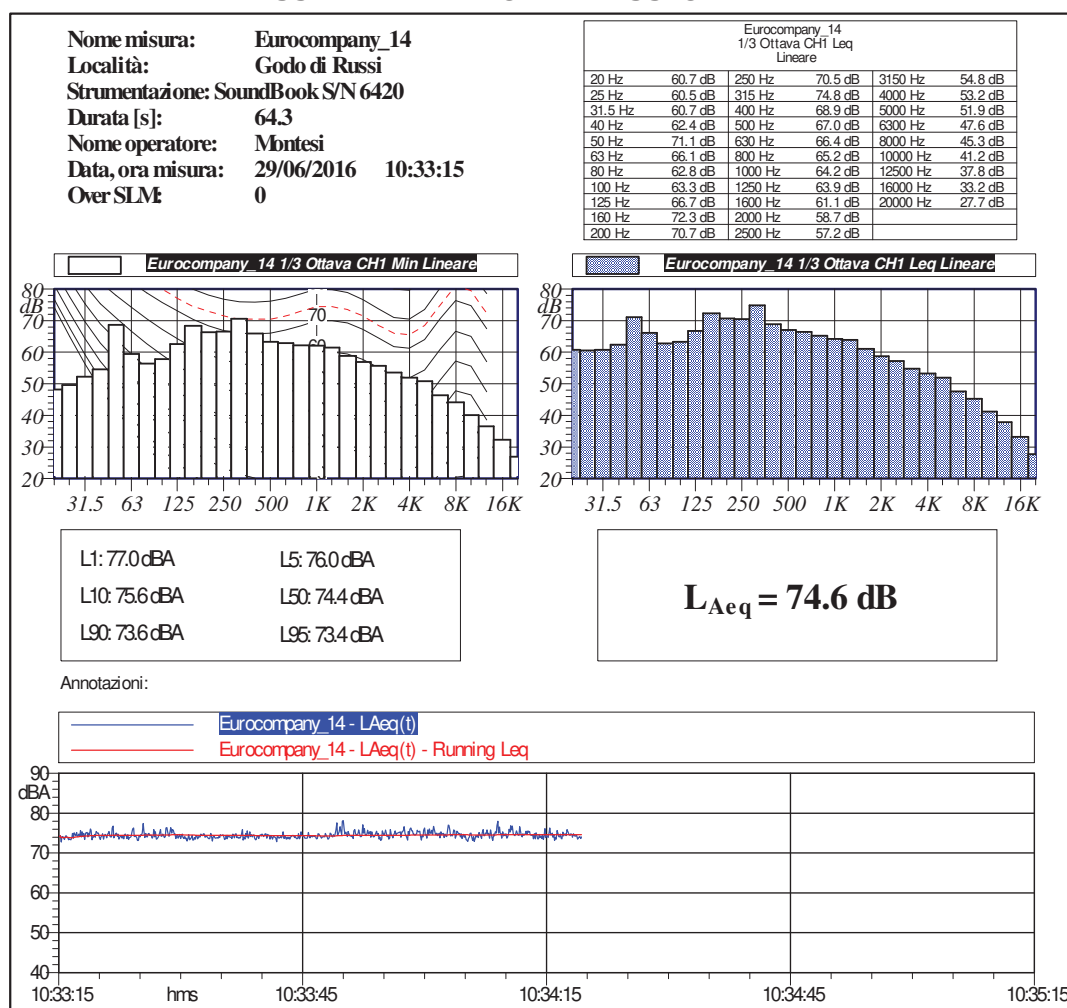 Nome misura: Eurocompany_14
Località: Godo di Russi
Strumentazione: SoundBook S/N 6420
Durata [s]: 64.3
Nome operatore: Montesi
Data, ora misura: 29/06/2016 10:33:15
Over SLM: 0
Eurocompany_14
1/3 Ottava CH1 Leq
Lineare
20 Hz 60.7 dB 250 Hz 70.5 dB 3150 Hz 54.8 dB
25 Hz 60.5 dB 315 Hz 74.8 dB 4000 Hz 53.2 dB
31.5 Hz 60.7 dB 400 Hz 68.9 dB 5000 Hz 51.9 dB
40 Hz 62.4 dB 500 Hz 67.0 dB 6300 Hz 47.6 dB
50 Hz 71.1 dB 630 Hz 66.4 dB 8000 Hz 45.3 dB
63 Hz 66.1 dB 800 Hz 65.2 dB 10000 Hz 41.2 dB
80 Hz 62.8 dB 1000 Hz 64.2 dB 12500 Hz 37.8 dB
100 Hz 63.3 dB 1250 Hz 63.9 dB 16000 Hz 33.2 dB
125 Hz 66.7 dB 1600 Hz 61.1 dB 20000 Hz 27.7 dB
160 Hz 72.3 dB 2000 Hz 58.7 dB
200 Hz 70.7 dB 2500 Hz 57.2 dB
Eurocompany_14 1/3 Ottava CH1 Min Lineare
80
dB
70
60
50
40
30
20
70
31.5 63 125 250 500 1K 2K 4K 8K 16K
Eurocompany_14 1/3 Ottava CH1 Leq Lineare
80
dB
70
60
50
40
30
20
31.5 63 125 250 500 1K 2K 4K 8K 16K
L1: 77.0 dBA L5: 76.0 dBA
L10: 75.6 dBA L50: 74.4 dBA
L90: 73.6 dBA L95: 73.4 dBA
LAeq = 74.6 dB
Annotazioni:
Eurocompany_14 - LAeq(t)
Eurocompany_14 - LAeq(t) - Running Leq
90
dBA
80
70
60
50
40
10:33:15 hms 10:33:45 10:34:15 10:34:45 10:35:15